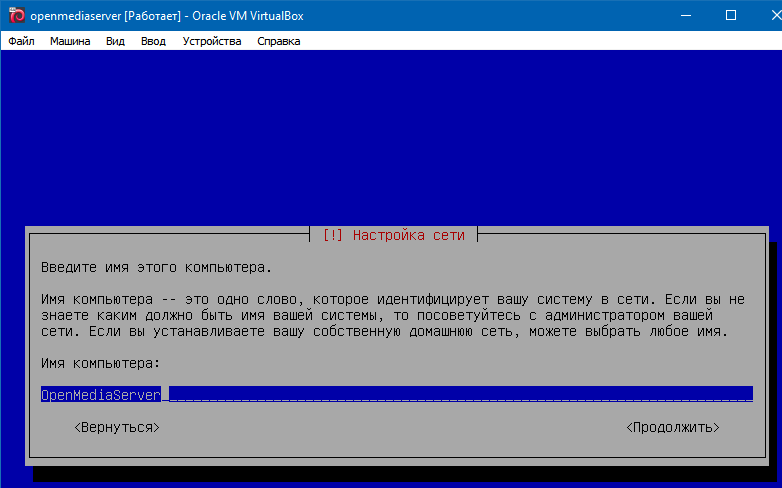 openmediaserver [Работает] - Oracle VM VirtualBox
Файл Машина Вид Ввод Устройства Справка
[!] Настройка сети
Введите имя этого компьютера.
Имя компьютера -- это одно слово, которое идентифицирует вашу систему в сети. Если вы не
знаете каким должно быть имя вашей системы, то посоветуйтесь с администратором вашей
сети. Если вы устанавливаете вашу собственную домашнюю сеть, можете выбрать любое имя.
Имя компьютера:
OpenMediaServer
<Вернуться> <Продолжить>